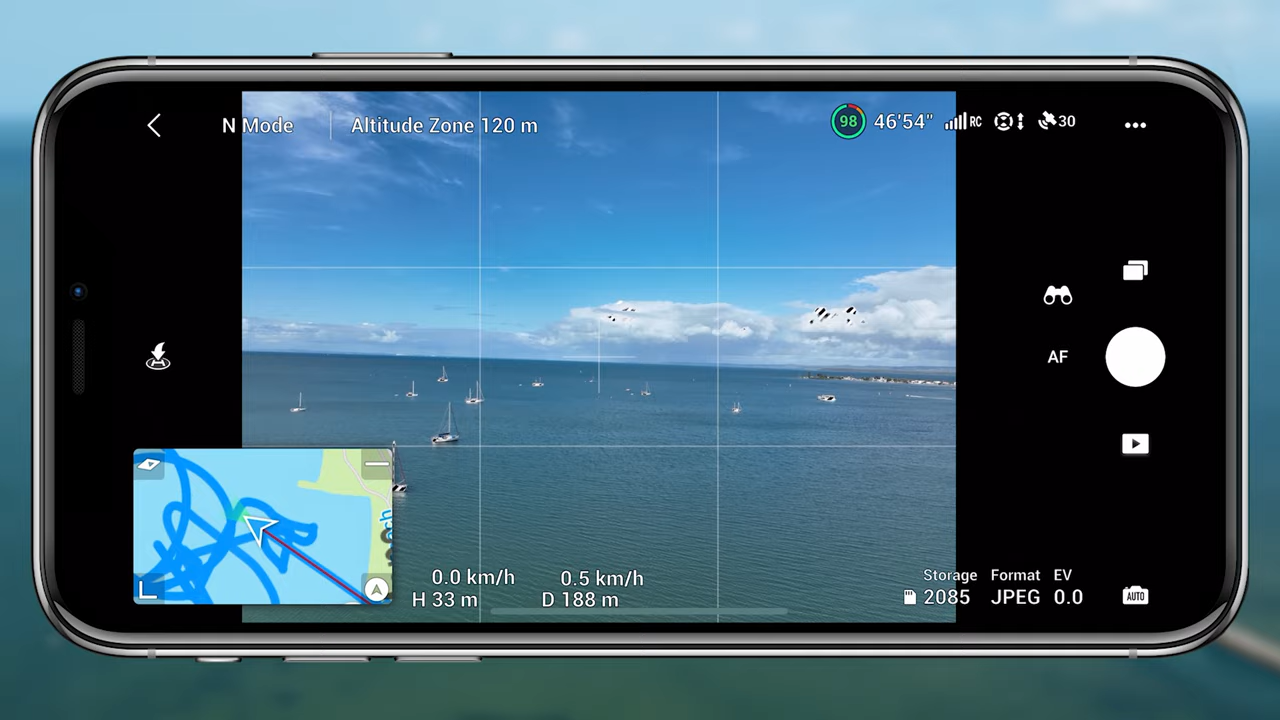 N Mode Altitude Zone 120 m 98 46'54" RC 30
AF
0.0 km/h 0.5 km/h
H 33 m D 188 m
Storage Format EV
2085 JPEG 0.0
AUTO